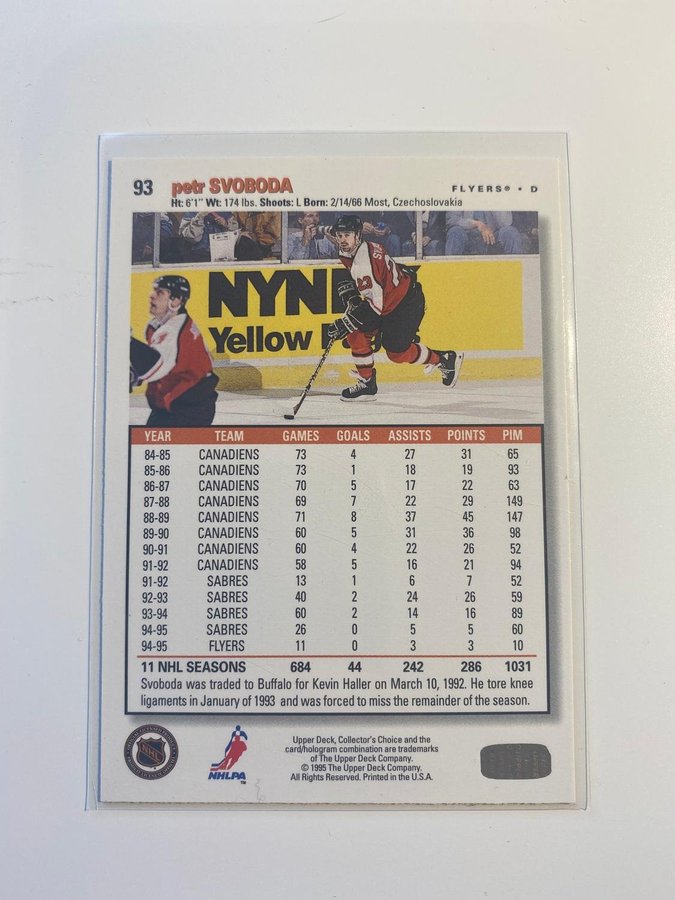 93 petr SVOBODA FLYERS® • D
Ht: 6'1" Wt: 174 lbs. Shoots: L Born: 2/14/66 Most, Czechoslovakia
NYN
Yellow
23
YEAR TEAM GAMES GOALS ASSISTS POINTS PIM
84-85 CANADIENS 73 4 27 31 65
85-86 CANADIENS 73 1 18 19 93
86-87 CANADIENS 70 5 17 22 63
87-88 CANADIENS 69 7 22 29 149
88-89 CANADIENS 71 8 37 45 147
89-90 CANADIENS 60 5 31 36 98
90-91 CANADIENS 60 4 22 26 52
91-92 CANADIENS 58 5 16 21 94
91-92 SABRES 13 1 6 7 52
92-93 SABRES 40 2 24 26 59
93-94 SABRES 60 2 14 16 89
94-95 SABRES 26 0 5 5 60
94-95 FLYERS 11 0 3 3 10
11 NHL SEASONS 684 44 242 286 1031
Svoboda was traded to Buffalo for Kevin Haller on March 10, 1992. He tore knee
ligaments in January of 1993 and was forced to miss the remainder of the season.
NHL
NHLPA
™
Upper Deck, Collector's Choice and the
card/hologram combination are trademarks
of The Upper Deck Company.
© 1995 The Upper Deck Company.
All Rights Reserved. Printed in the U.S.A.